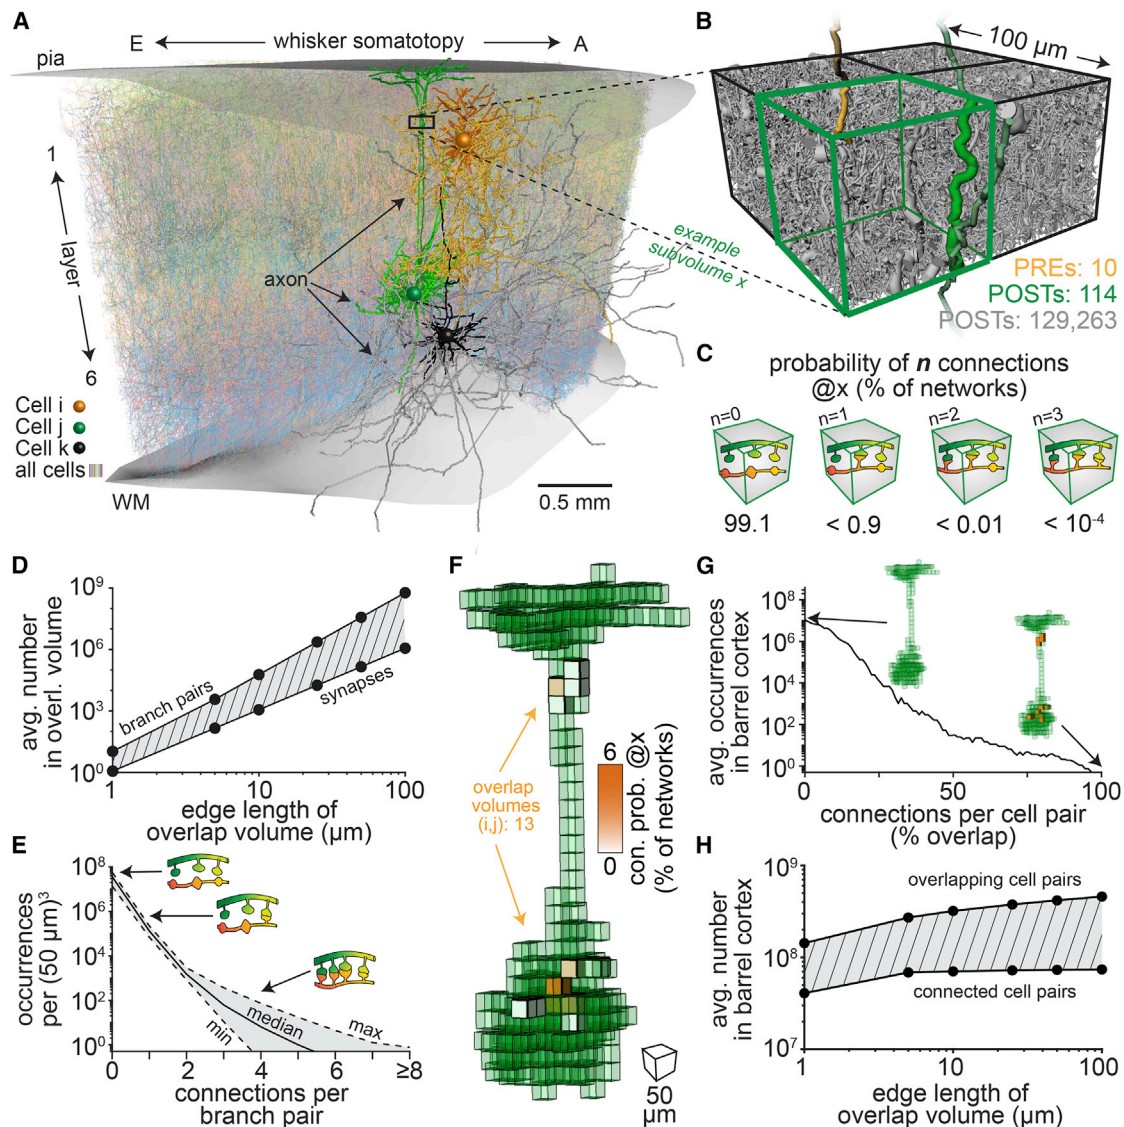 A
E
whisker somatotopy
A
pia
1
layer
6
axon
Cell i
Cell j
Cell k
all cells
WM
0.5 mm
B
100 µm
example
subvolume x
PREs: 10
POSTs: 114
POSTs: 129,263
C
probability of n connections
@x (% of networks)
n=0
n=1
n=2
n=3
99.1
< 0.9
< 0.01
< 10-4
D
avg. number
in overl. volume
10⁹
10⁶
10³
10⁰
branch pairs
synapses
1
10
100
edge length of
overlap volume (µm)
E
occurrences
per (50 µm)³
10⁸
10⁶
10⁴
10²
10⁰
min
median
max
0
2
4
6
≥8
connections per
branch pair
F
overlap
volumes
(i,j): 13
6
0
con. prob. @x
(% of networks)
50
µm
G
avg. occurrences
in barrel cortex
10⁸
10⁶
10⁴
10²
10⁰
0
50
100
connections per cell pair
(% overlap)
H
avg. number
in barrel cortex
10⁹
10⁸
10⁷
overlapping cell pairs
connected cell pairs
1
10
100
edge length of
overlap volume (µm)